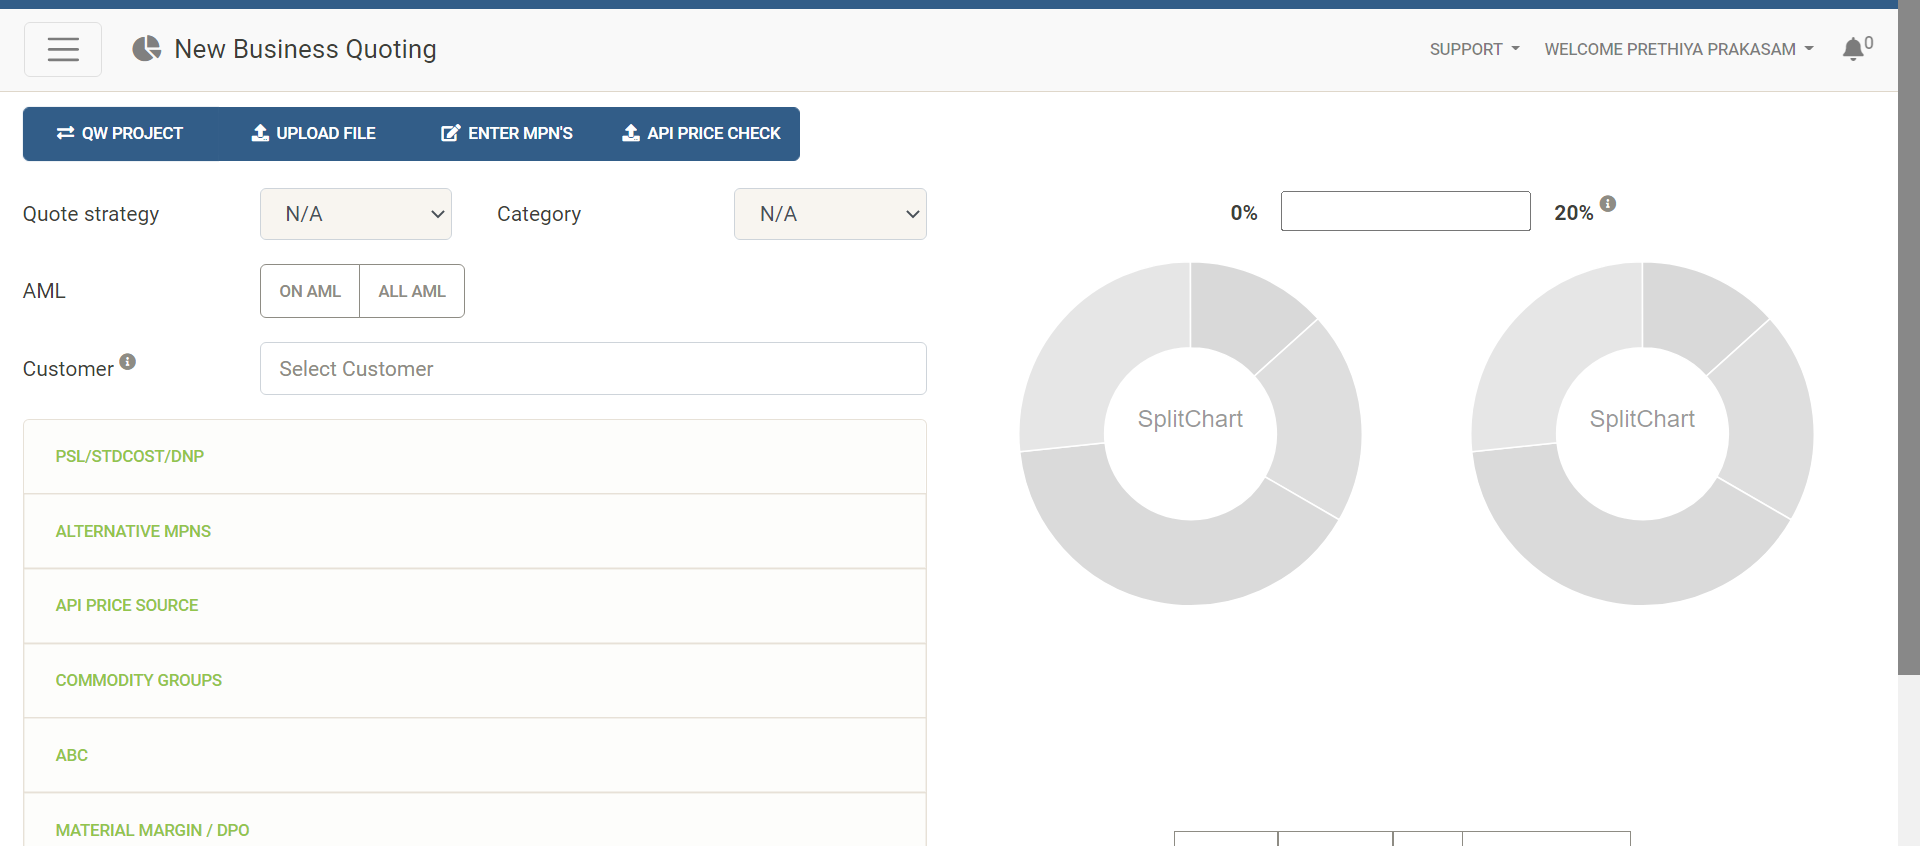 New Business Quoting
SUPPORT
WELCOME PRETHIYA PRAKASAM
0
QW PROJECT
UPLOAD FILE
ENTER MPN'S
API PRICE CHECK
Quote strategy
N/A
Category
N/A
0%
20%
AML
ON AML
ALL AML
Customer
Select Customer
SplitChart
SplitChart
PSL/STDCOST/DNP
ALTERNATIVE MPNS
API PRICE SOURCE
COMMODITY GROUPS
ABC
MATERIAL MARGIN / DPO